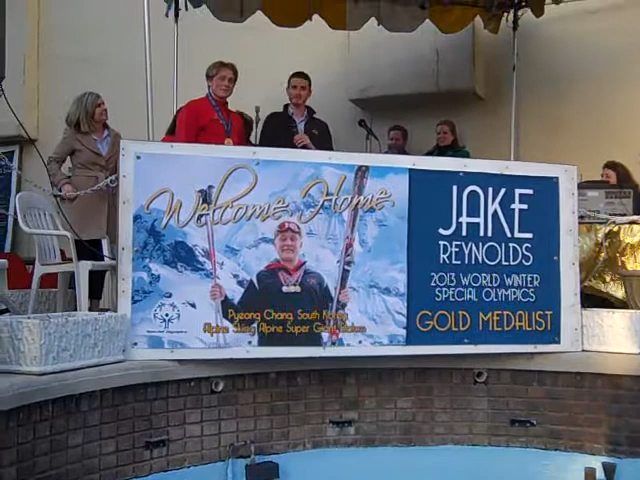 Welcome Home
JAKE
REYNOLDS
2013 WORLD WINTER
SPECIAL OLYMPICS
GOLD MEDALIST
Pyeong Chang, South Korea
Alpine Skiing Alpine Super Giant Slalom